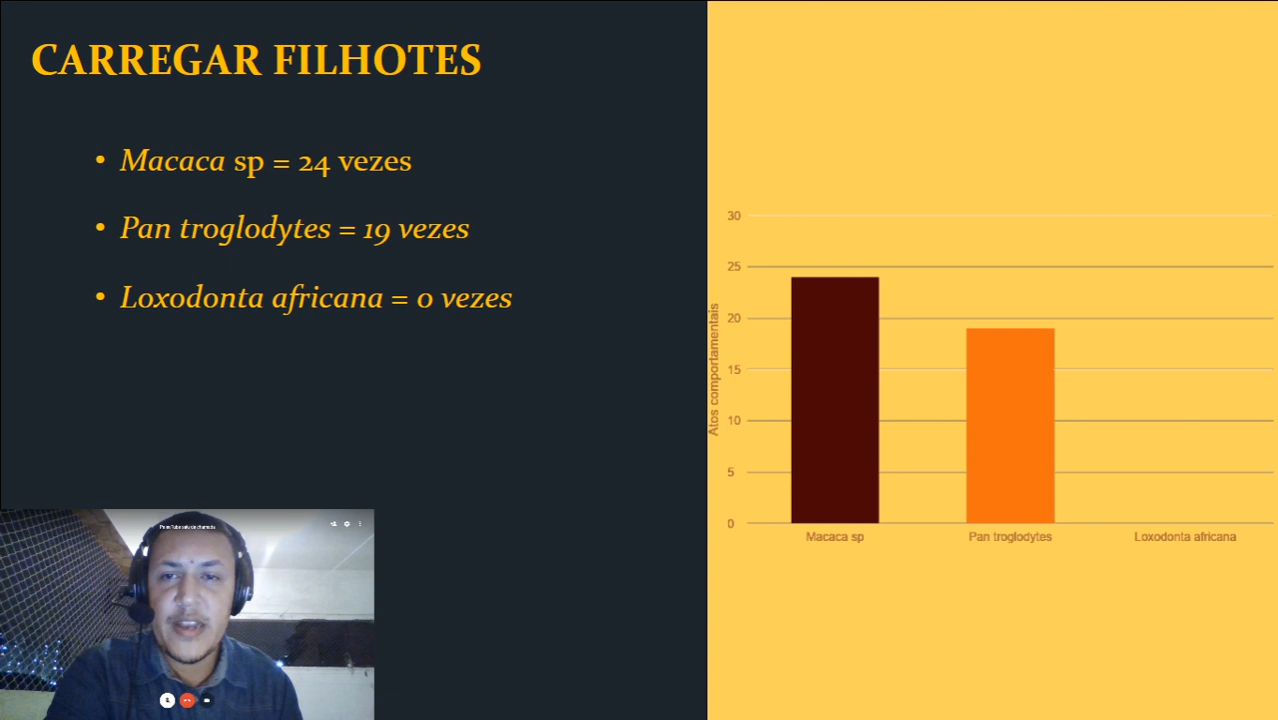 CARREGAR FILHOTES
• Macaca sp = 24 vezes
• Pan troglodytes = 19 vezes
• Loxodonta africana = 0 vezes
30
25
20
15
10
5
0
Atos comportamentais
Macaca sp
Pan troglodytes
Loxodonta africana